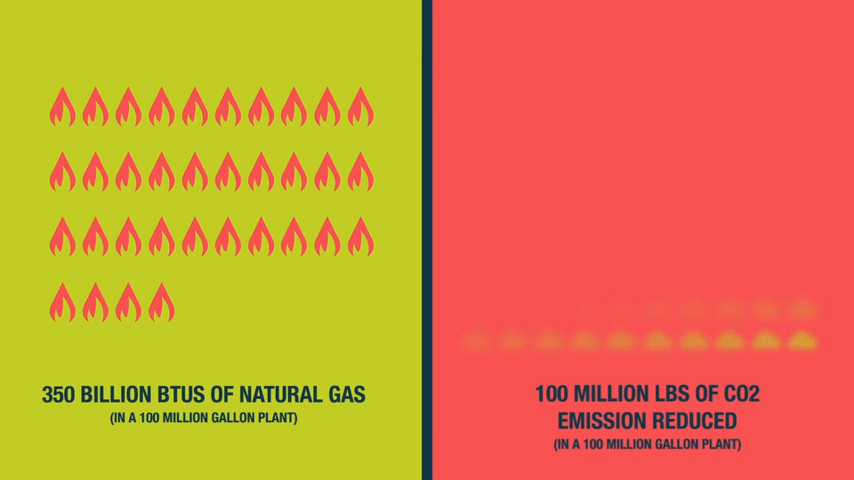 350 BILLION BTUS OF NATURAL GAS
(IN A 100 MILLION GALLON PLANT)
100 MILLION LBS OF CO2
EMISSION REDUCED
(IN A 100 MILLION GALLON PLANT)